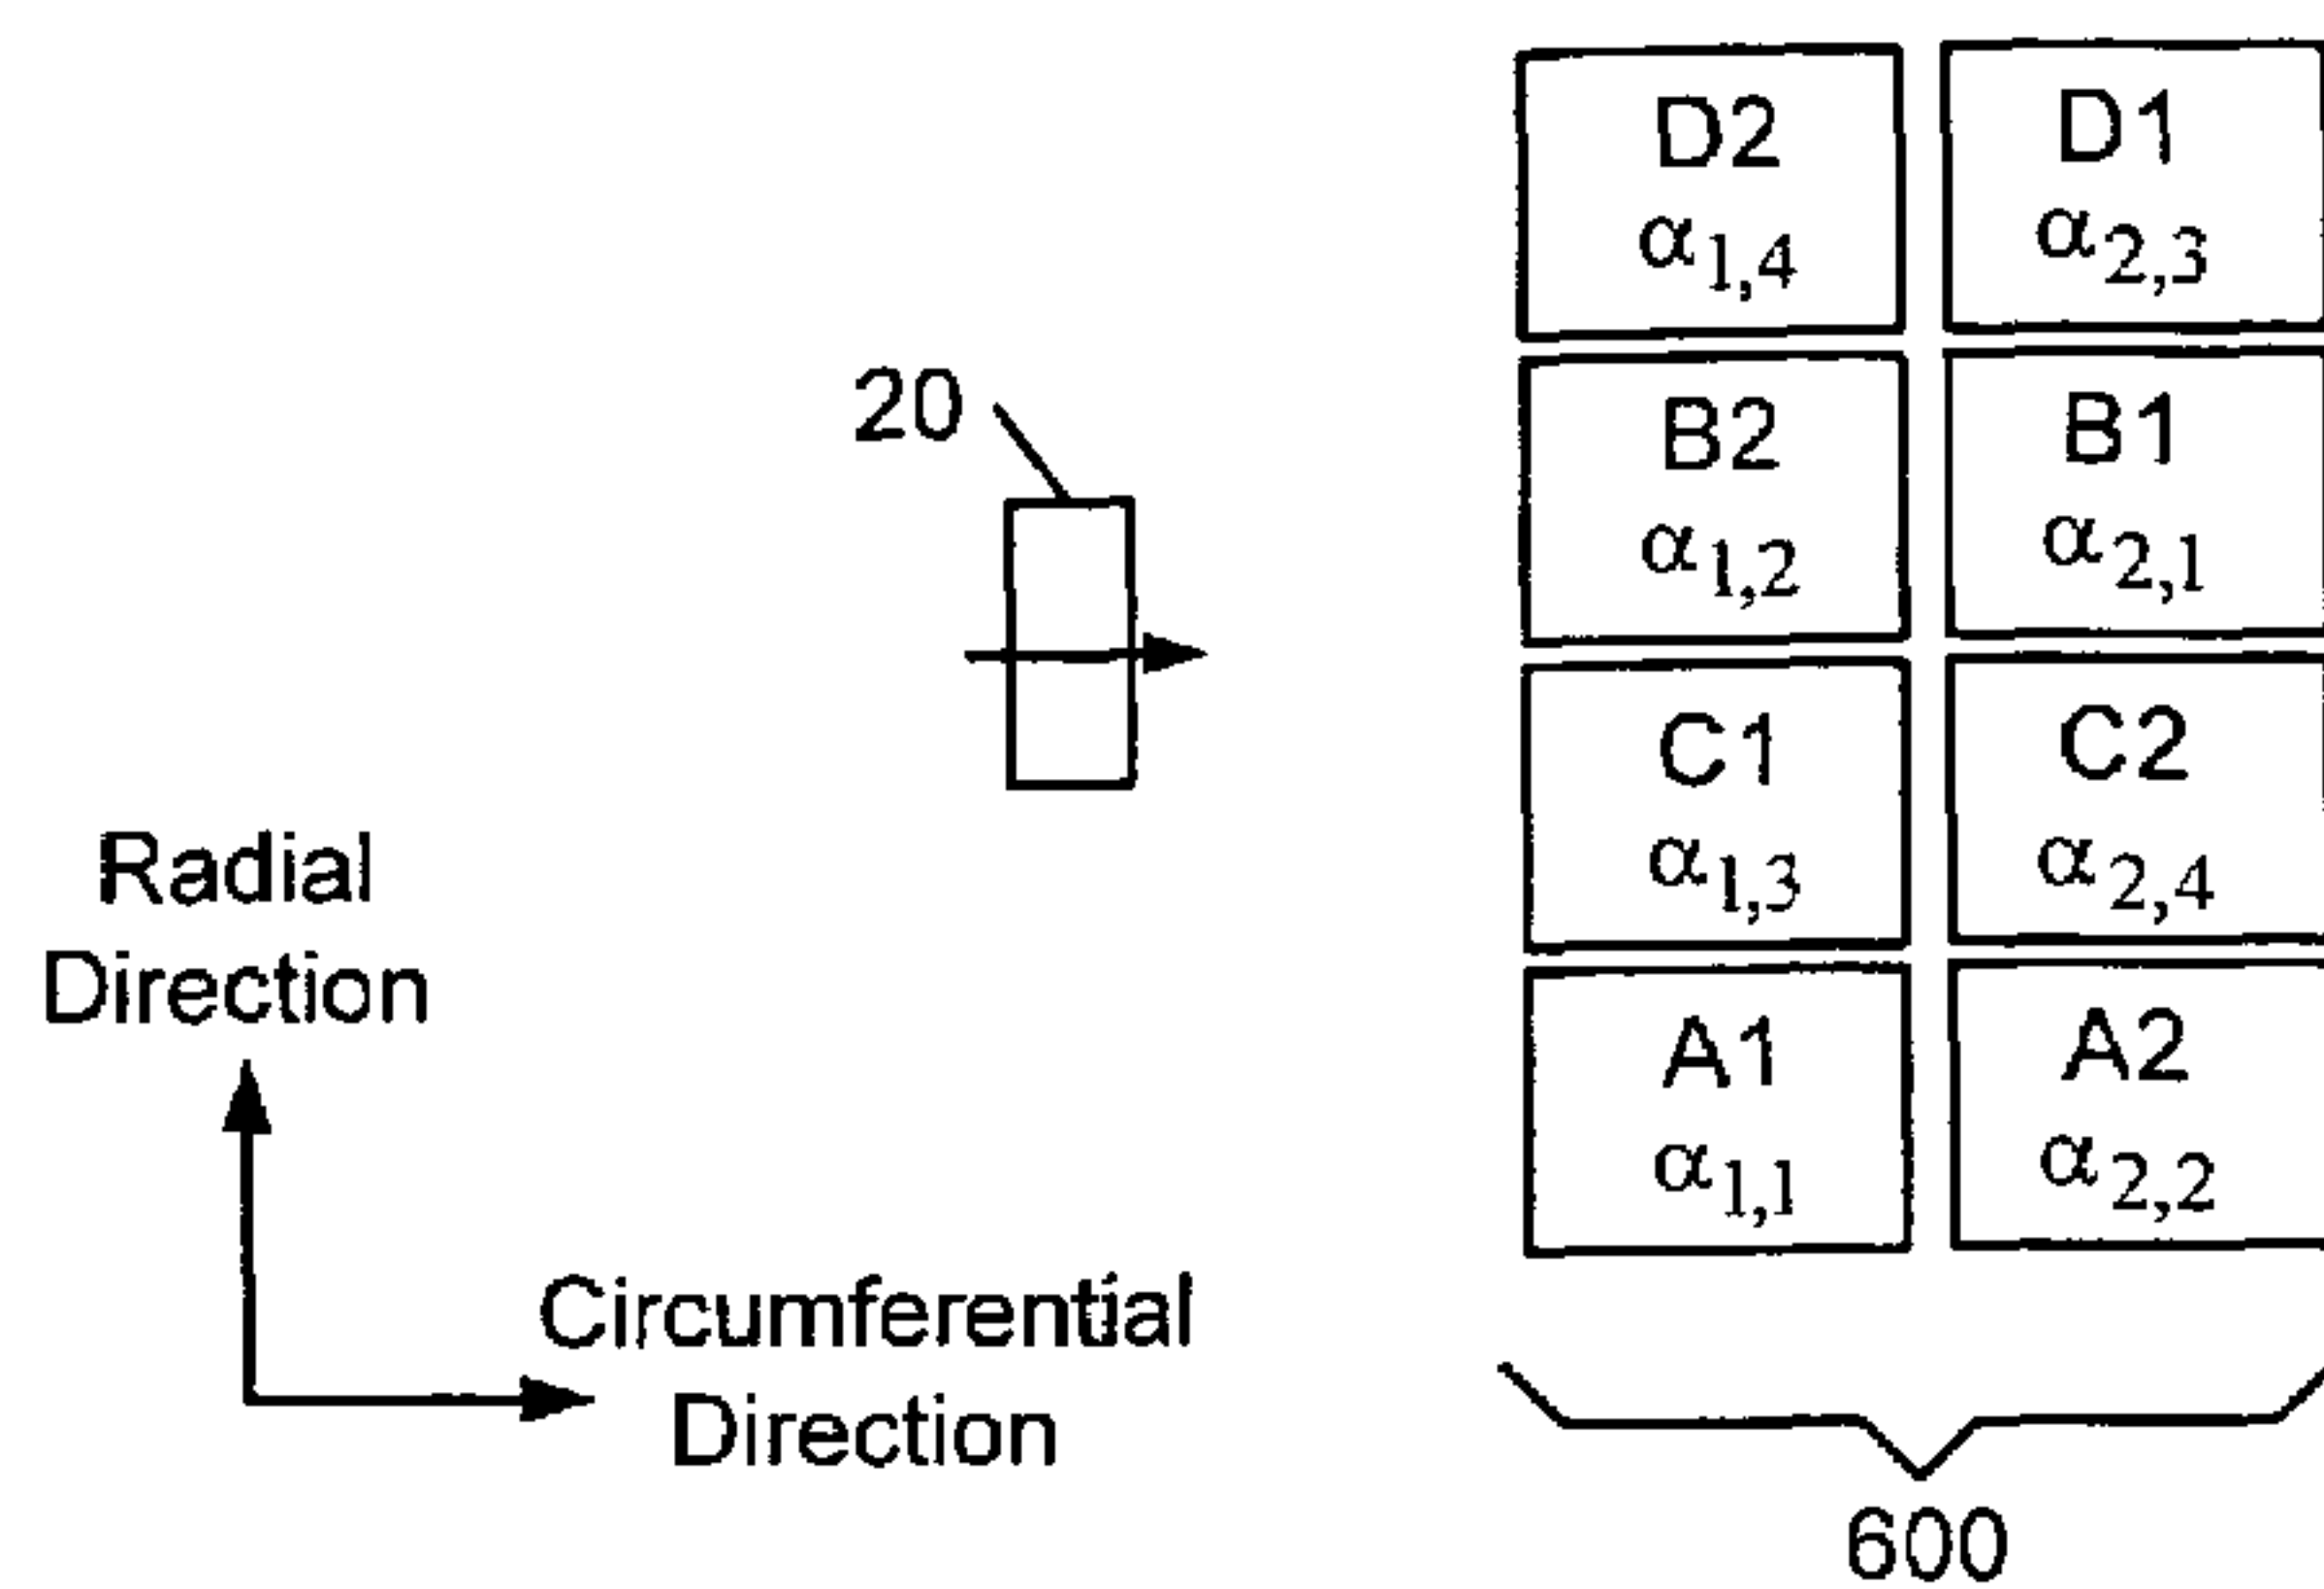 D2
α1,4
D1
α2,3
20
B2
α1,2
B1
α2,1
C1
α1,3
C2
α2,4
Radial
Direction
A1
α1,1
A2
α2,2
Circumferential
Direction
600